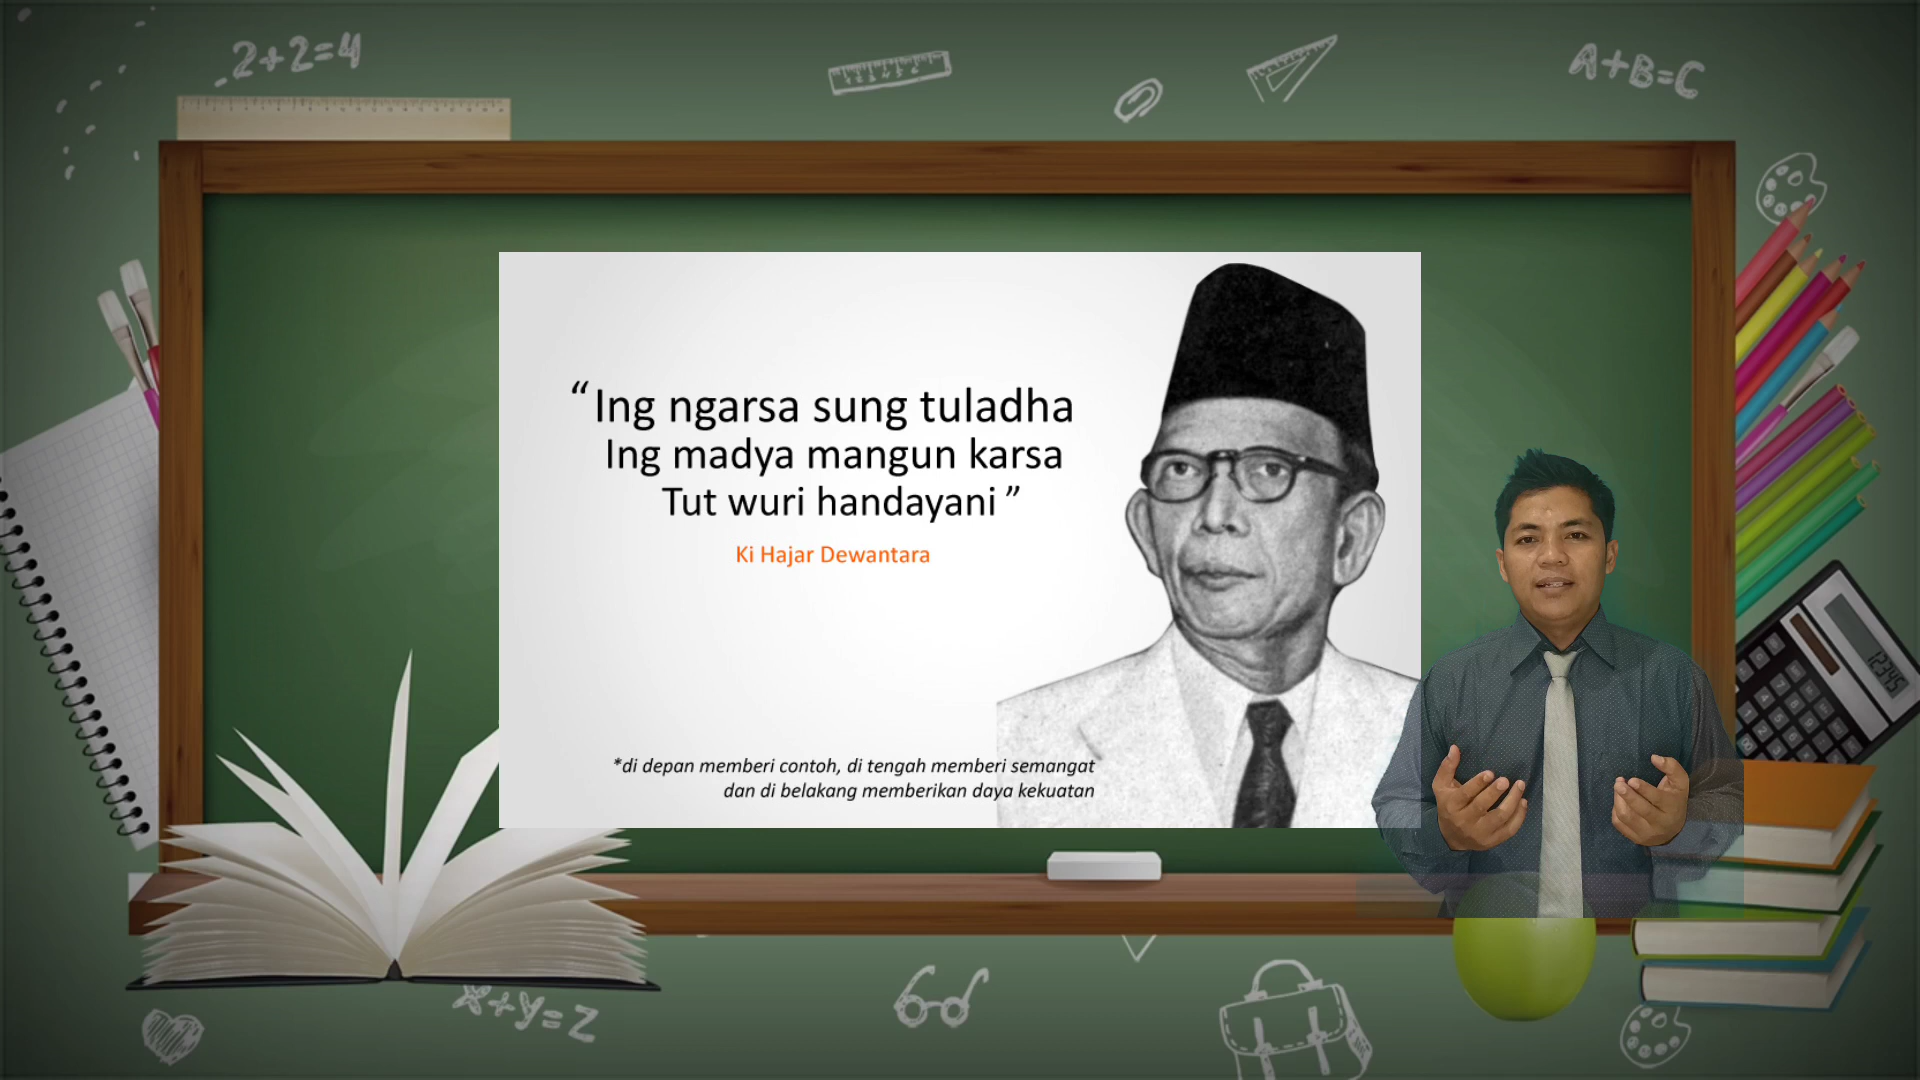 2+2=4
A+B=C
“Ing ngarsa sung tuladha
Ing madya mangun karsa
Tut wuri handayani”
Ki Hajar Dewantara
*di depan memberi contoh, di tengah memberi semangat
dan di belakang memberikan daya kekuatan
12345
x+y=z